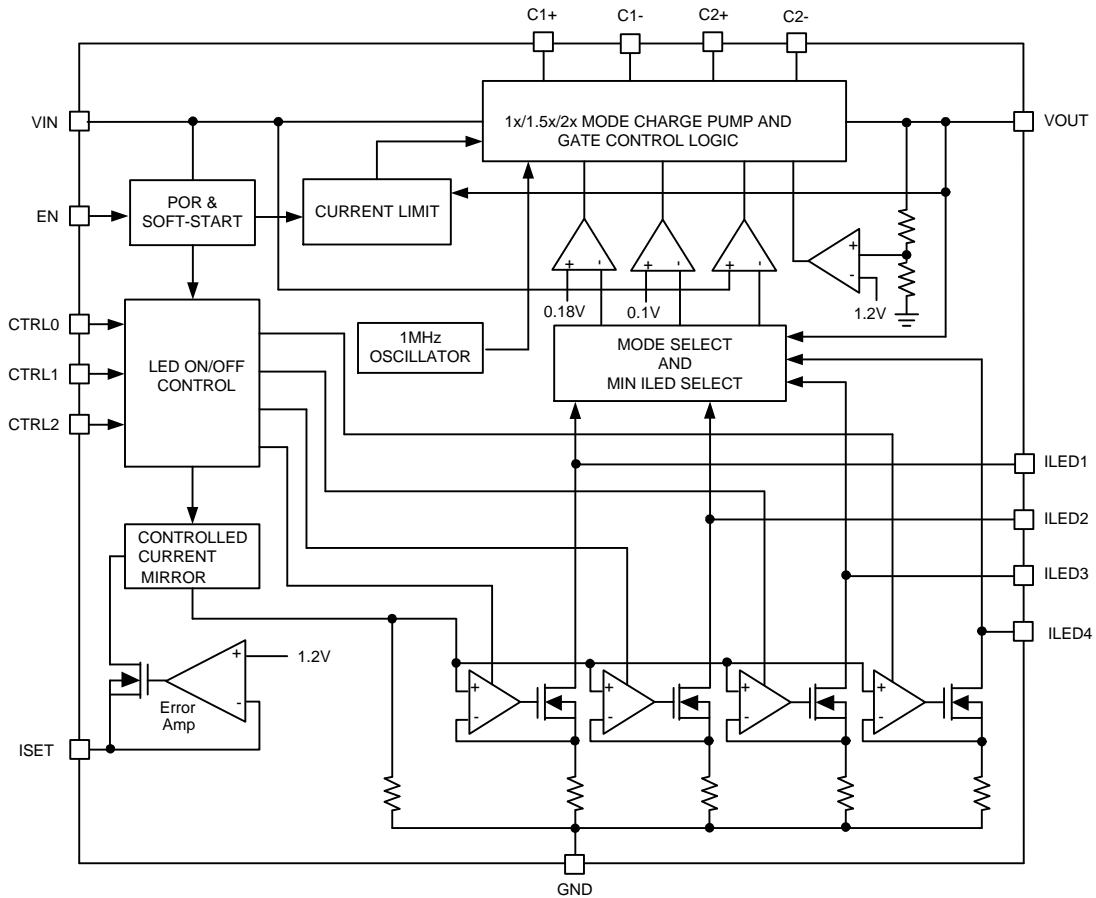 C1+
C1-
C2+
C2-
VIN
1x/1.5x/2x MODE CHARGE PUMP AND
GATE CONTROL LOGIC
VOUT
EN
POR &
SOFT-START
CURRENT LIMIT
+
-
+
-
+
-
+
-
0.18V
0.1V
1.2V
CTRL0
CTRL1
CTRL2
LED ON/OFF
CONTROL
1MHz
OSCILLATOR
MODE SELECT
AND
MIN ILED SELECT
ILED1
ILED2
ILED3
ILED4
CONTROLLED
CURRENT
MIRROR
+
-
1.2V
Error
Amp
ISET
+
-
+
-
+
-
+
-
GND